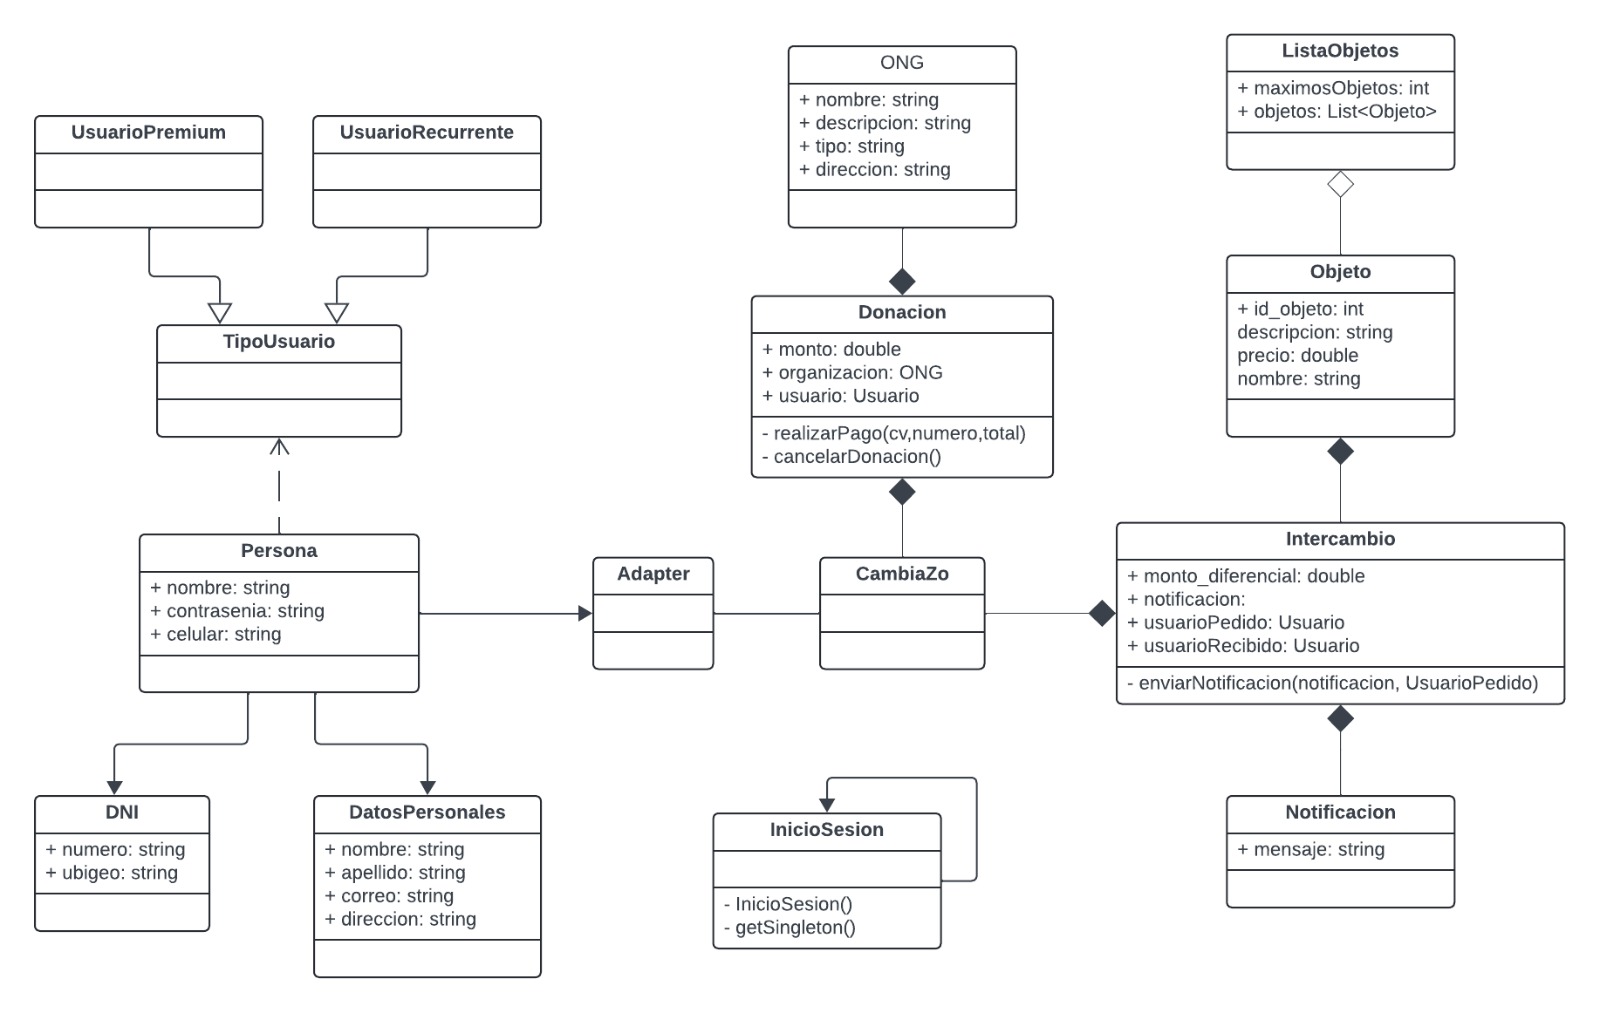 ONG
+ nombre: string
+ descripcion: string
+ tipo: string
+ direccion: string
ListaObjetos
+ maximosObjetos: int
+ objetos: List<Objeto>
UsuarioPremium
UsuarioRecurrente
TipoUsuario
Donacion
+ monto: double
+ organizacion: ONG
+ usuario: Usuario
- realizarPago(cv,numero,total)
- cancelarDonacion()
Objeto
+ id_objeto: int
descripcion: string
precio: double
nombre: string
Persona
+ nombre: string
+ contrasenia: string
+ celular: string
Adapter
CambiaZo
Intercambio
+ monto_diferencial: double
+ notificacion:
+ usuarioPedido: Usuario
+ usuarioRecibido: Usuario
- enviarNotificacion(notificacion, UsuarioPedido)
DNI
+ numero: string
+ ubigeo: string
DatosPersonales
+ nombre: string
+ apellido: string
+ correo: string
+ direccion: string
InicioSesion
- InicioSesion()
- getSingleton()
Notificacion
+ mensaje: string